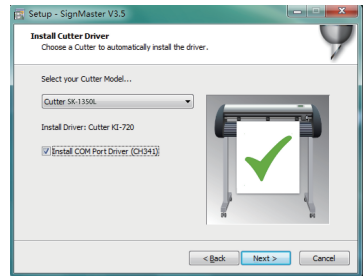 Setup - SignMaster V3.5
Install Cutter Driver
Choose a Cutter to automatically install the driver.
Select your Cutter Model...
Cutter SK-1350L
Install Driver: Cutter KI-720
Install COM Port Driver (CH341)
< Back
Next >
Cancel